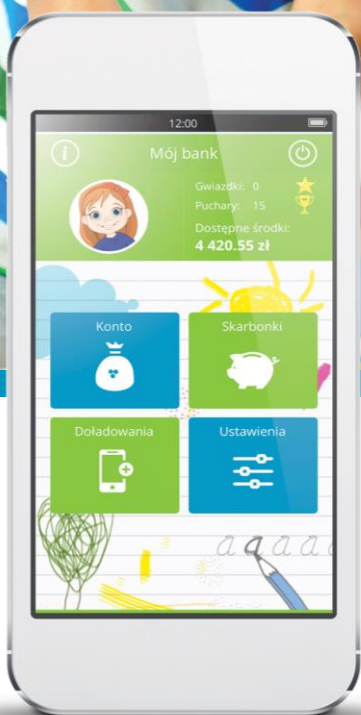 12:00
i
Mój bank
Gwiazdki: 0
Puchary: 15
Dostępne środki:
4 420.55 zł
Konto
Skarbonki
Doładowania
Ustawienia
a a a a a